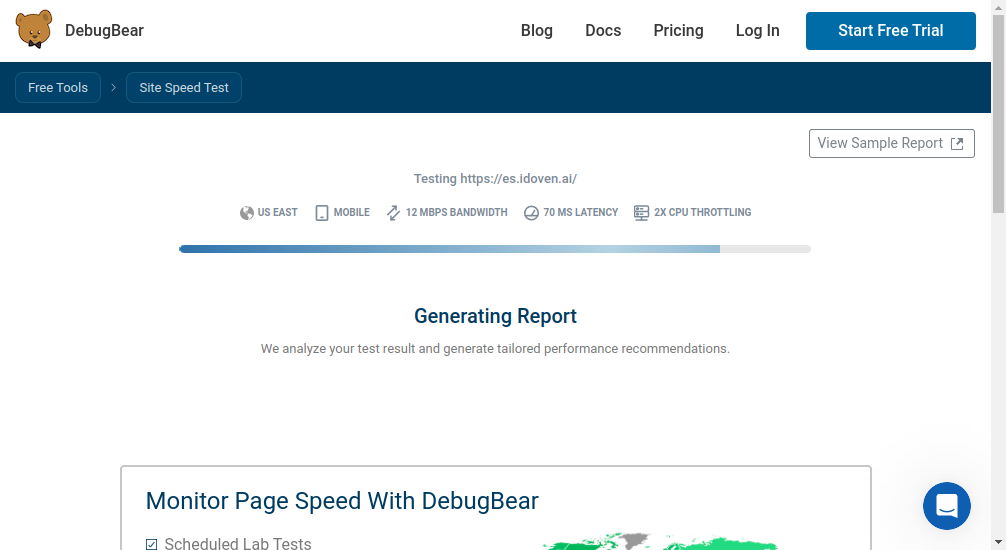 DebugBear
Blog Docs Pricing Log In Start Free Trial
Free Tools Site Speed Test
View Sample Report
Testing https://es.idoven.ai/
US EAST MOBILE 12 MBPS BANDWIDTH 70 MS LATENCY 2X CPU THROTTLING
Generating Report
We analyze your test result and generate tailored performance recommendations.
Monitor Page Speed With DebugBear
Scheduled Lab Tests